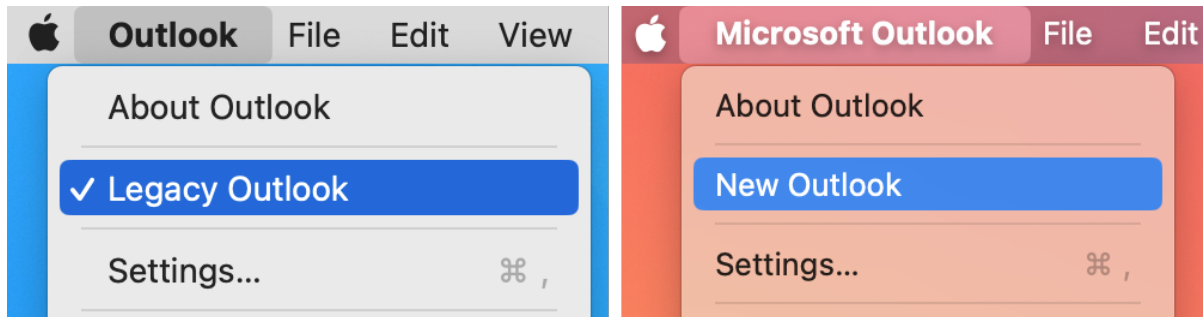 Outlook File Edit View
About Outlook
✓ Legacy Outlook
Settings... ⌘ ,
Microsoft Outlook File Edit
About Outlook
New Outlook
Settings... ⌘ ,